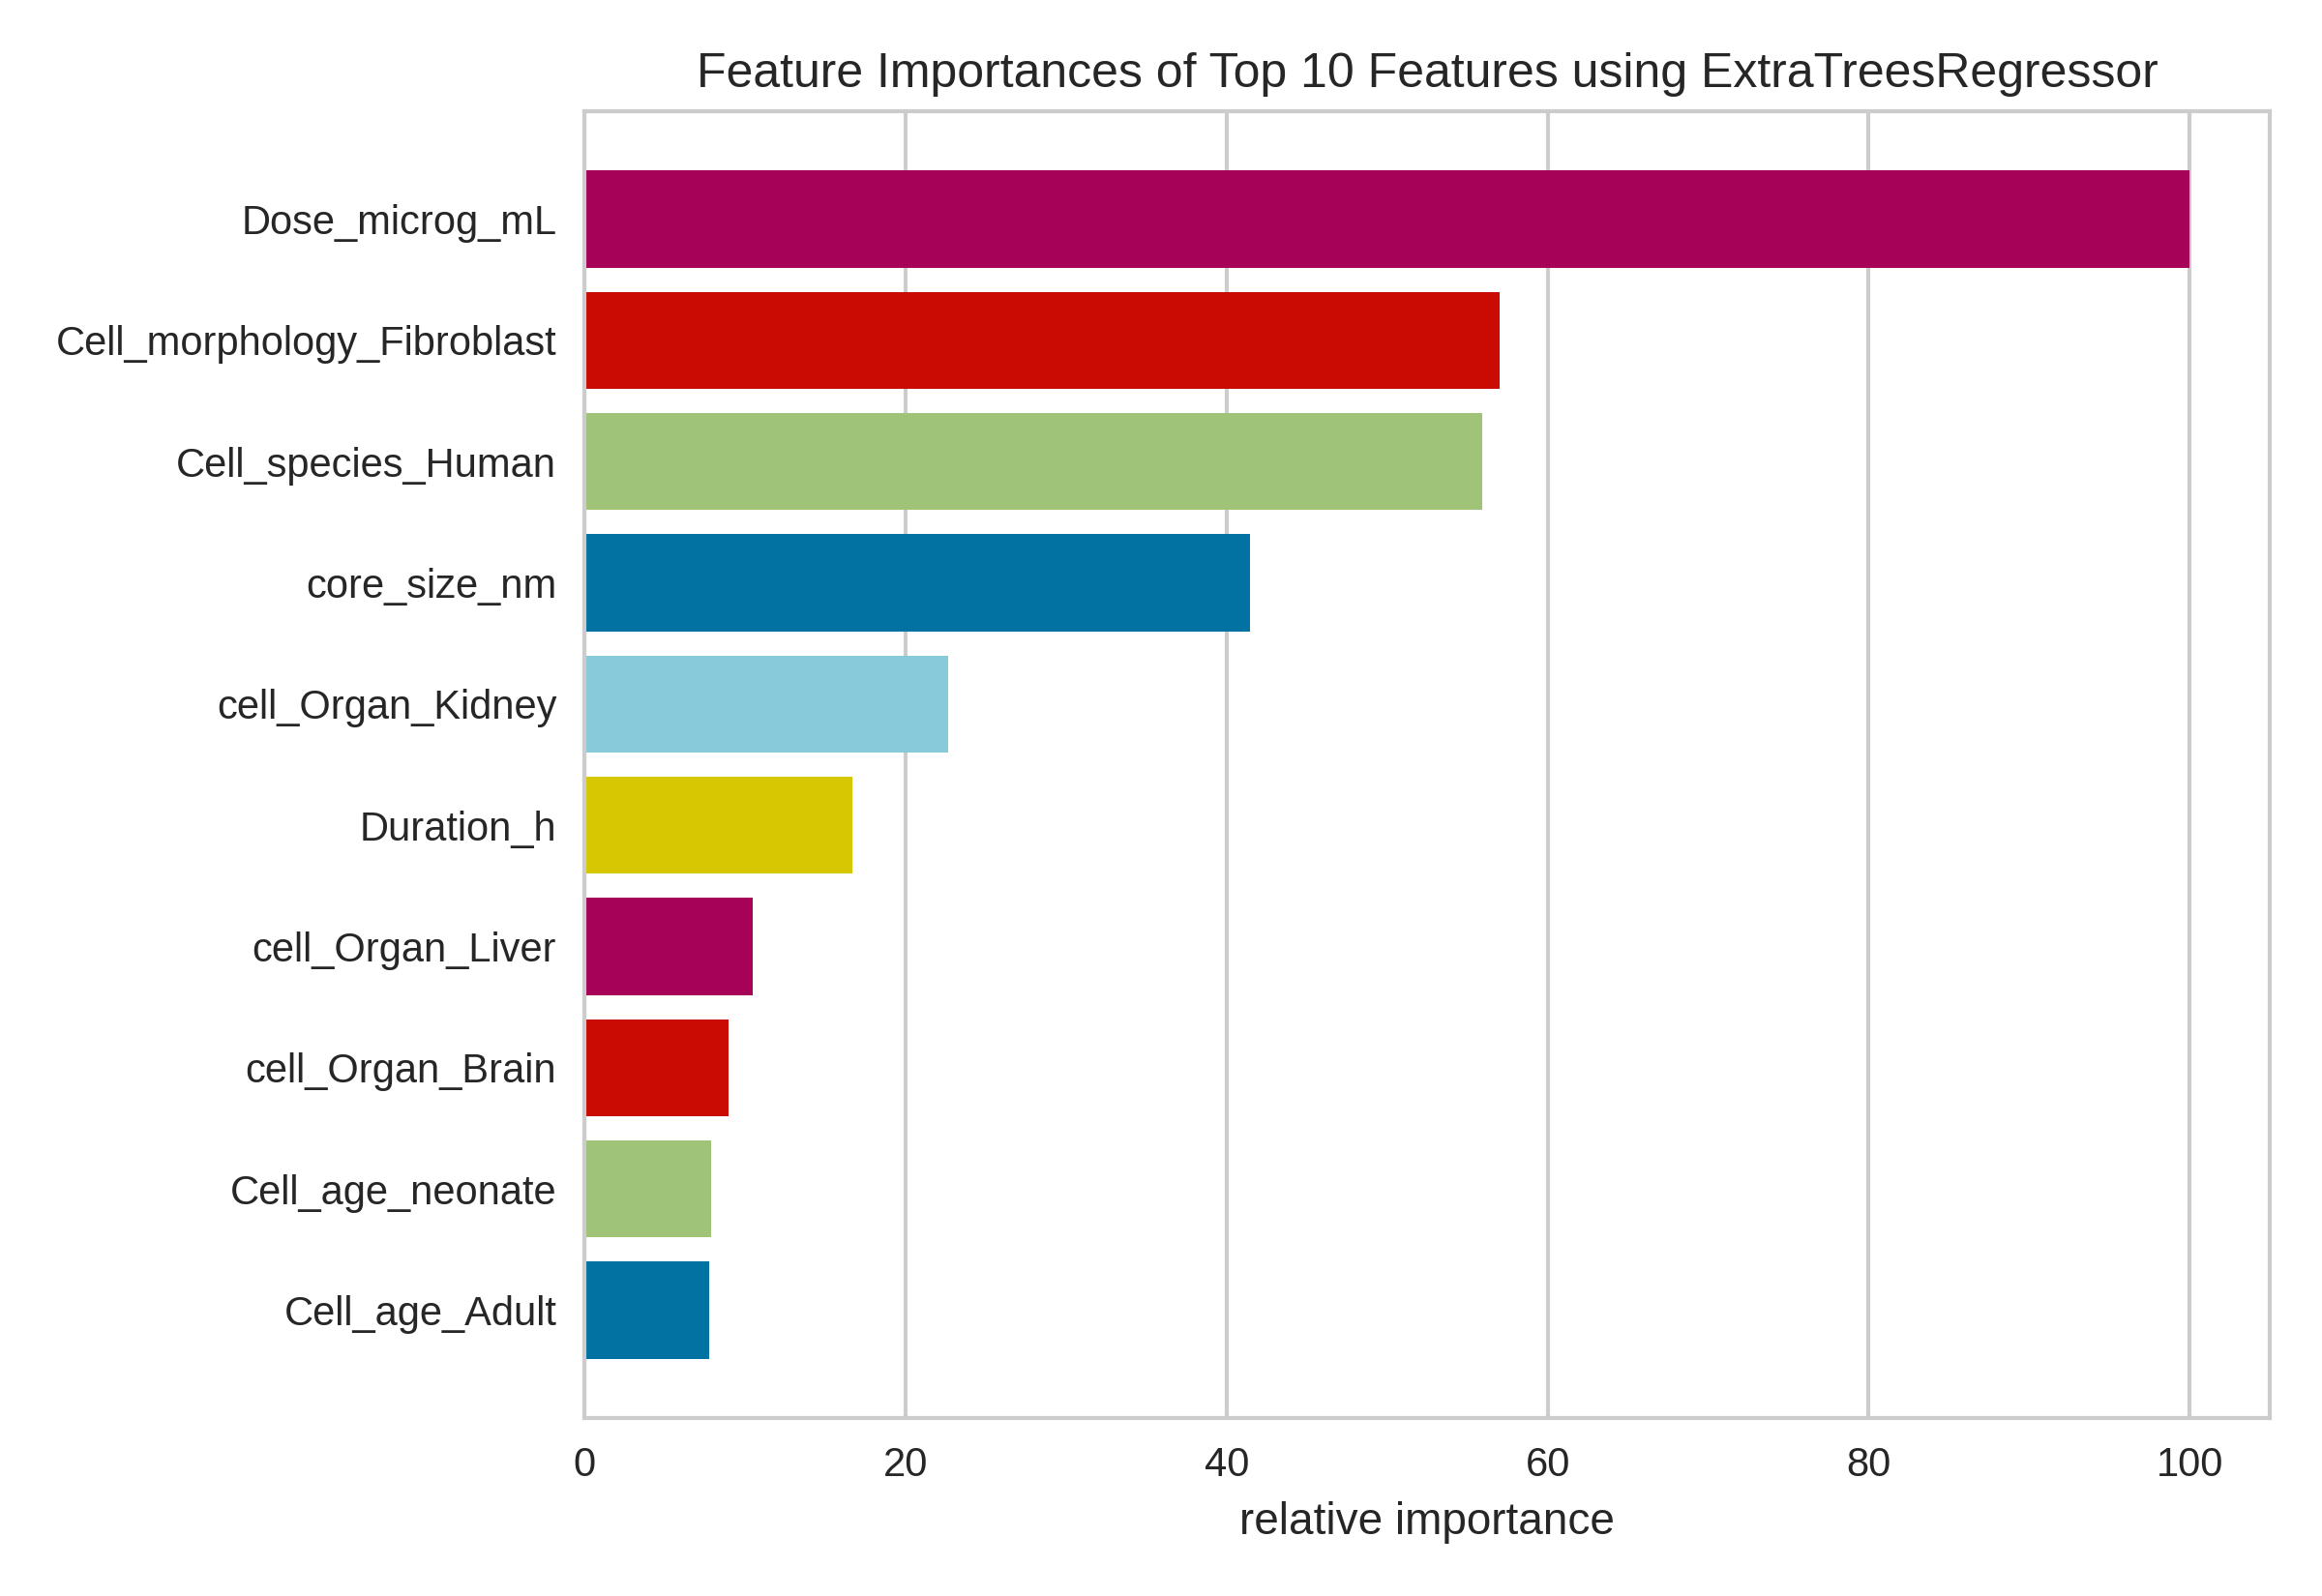 Feature Importances of Top 10 Features using ExtraTreesRegressor
Dose_microg_mL
Cell_morphology_Fibroblast
Cell_species_Human
core_size_nm
cell_Organ_Kidney
Duration_h
cell_Organ_Liver
cell_Organ_Brain
Cell_age_neonate
Cell_age_Adult
0 20 40 60 80 100
relative importance